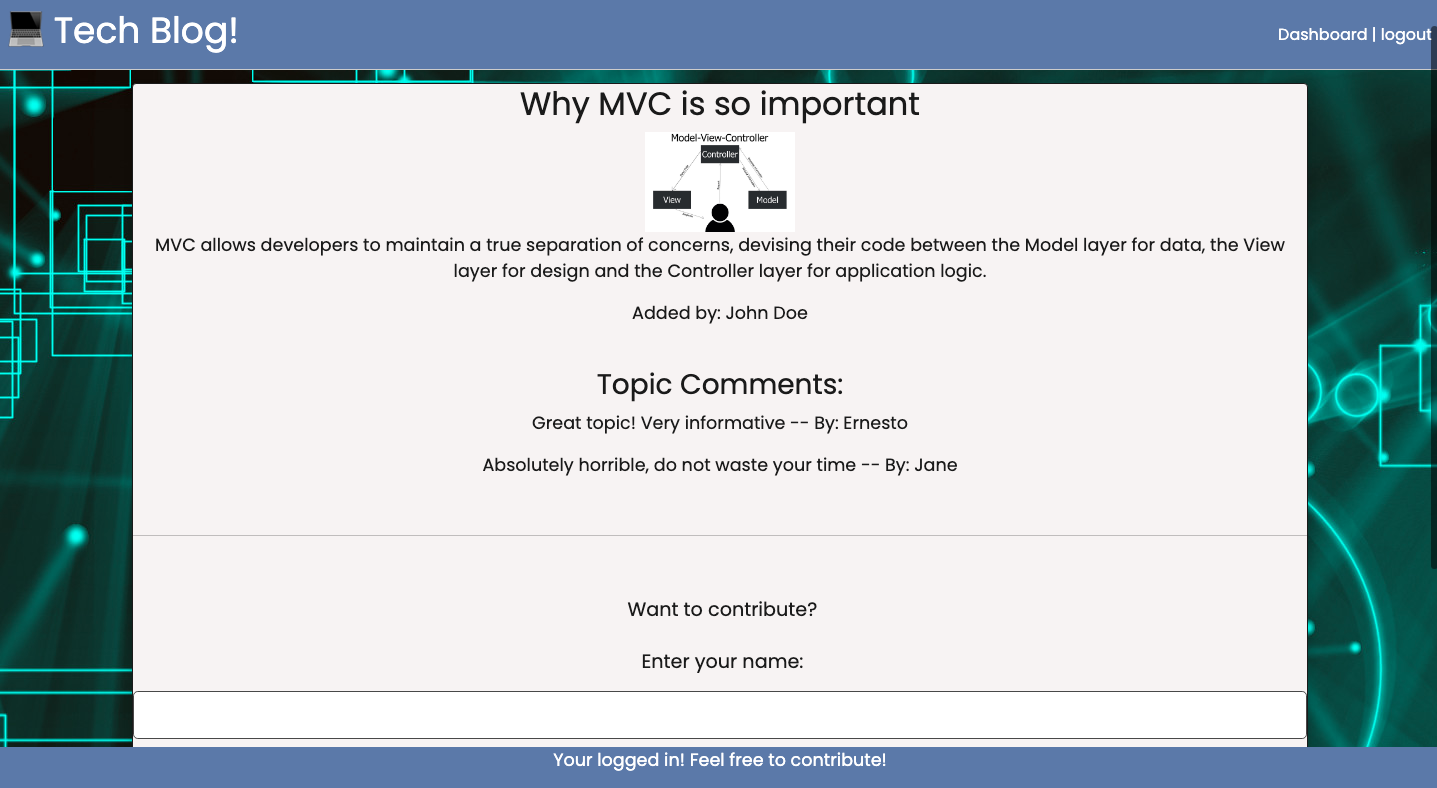 Tech Blog!
Dashboard | logout
Why MVC is so important
Model-View-Controller
Controller
View
Model
MVC allows developers to maintain a true separation of concerns, devising their code between the Model layer for data, the View
layer for design and the Controller layer for application logic.
Added by: John Doe
Topic Comments:
Great topic! Very informative -- By: Ernesto
Absolutely horrible, do not waste your time -- By: Jane
Want to contribute?
Enter your name:
Your logged in! Feel free to contribute!